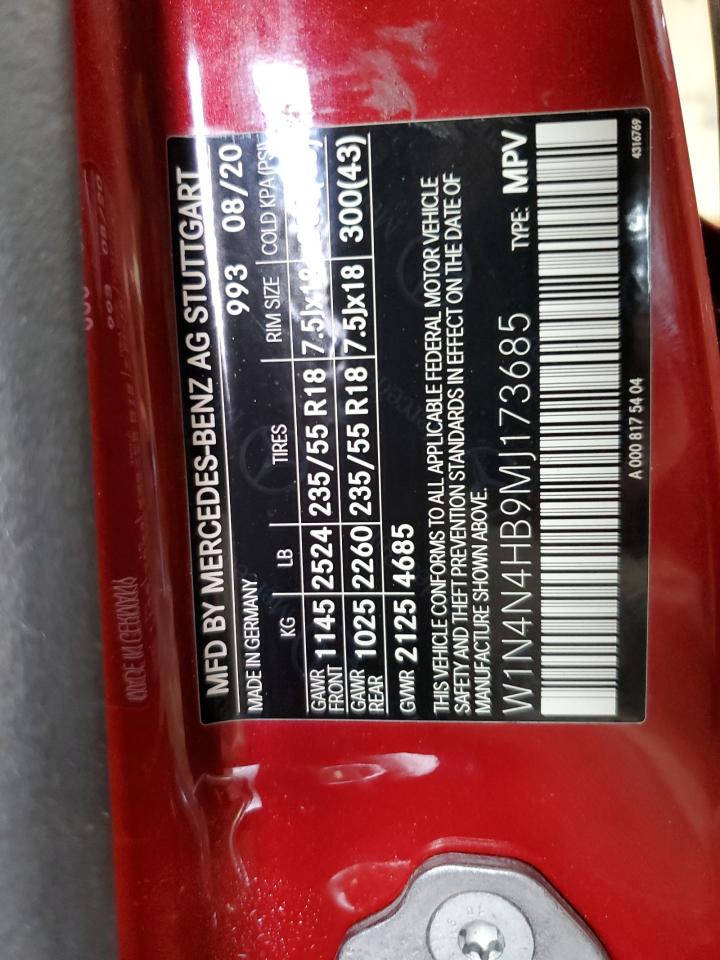 MFD BY MERCEDES-BENZ AG STUTTGART
MADE IN GERMANY 993 08/20
KG LB TIRES RIM SIZE COLD KPA(PSI)
GAWR FRONT 1145 2524 235/55 R18 7.5Jx18
GAWR REAR 1025 2260 235/55 R18 7.5Jx18 300(43)
GVWR 2125 4685
THIS VEHICLE CONFORMS TO ALL APPLICABLE FEDERAL MOTOR VEHICLE
SAFETY AND THEFT PREVENTION STANDARDS IN EFFECT ON THE DATE OF
MANUFACTURE SHOWN ABOVE.
W1N4N4HB9MJ173685 TYPE: MPV
A 000 817 54 04 4316769